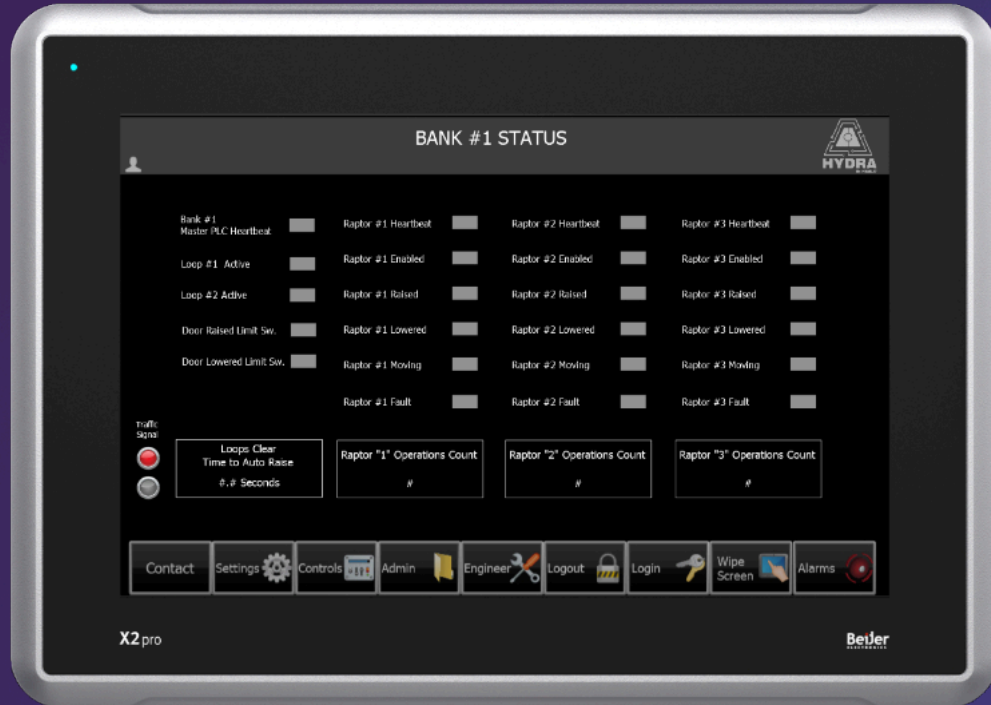 BANK #1 STATUS
HYDRA
Bank #1
Master PLC Heartbeat
Loop #1 Active
Loop #2 Active
Door Raised Limit Sw.
Door Lowered Limit Sw.
Raptor #1 Heartbeat
Raptor #1 Enabled
Raptor #1 Raised
Raptor #1 Lowered
Raptor #1 Moving
Raptor #1 Fault
Raptor #2 Heartbeat
Raptor #2 Enabled
Raptor #2 Raised
Raptor #2 Lowered
Raptor #2 Moving
Raptor #2 Fault
Raptor #3 Heartbeat
Raptor #3 Enabled
Raptor #3 Raised
Raptor #3 Lowered
Raptor #3 Moving
Raptor #3 Fault
Traffic
Signal
Loops Clear
Time to Auto Raise
#.# Seconds
Raptor "1" Operations Count
#
Raptor "2" Operations Count
#
Raptor "3" Operations Count
#
Contact
Settings
Controls
Admin
Engineer
Logout
Login
Wipe
Screen
Alarms
X2 pro
Beijer
ELECTRONICS